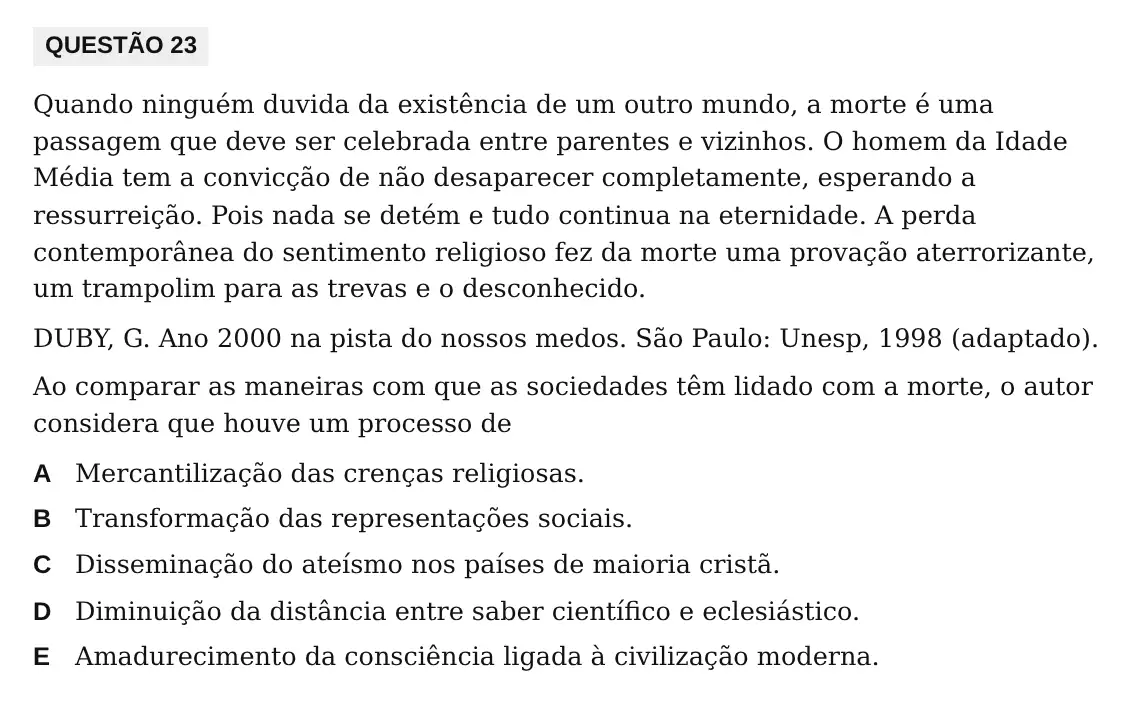 QUESTÃO 23
Quando ninguém duvida da existência de um outro mundo, a morte é uma
passagem que deve ser celebrada entre parentes e vizinhos. O homem da Idade
Média tem a convicção de não desaparecer completamente, esperando a
ressurreição. Pois nada se detém e tudo continua na eternidade. A perda
contemporânea do sentimento religioso fez da morte uma provação aterrorizante,
um trampolim para as trevas e o desconhecido.
DUBY, G. Ano 2000 na pista do nossos medos. São Paulo: Unesp, 1998 (adaptado).
Ao comparar as maneiras com que as sociedades têm lidado com a morte, o autor
considera que houve um processo de
A Mercantilização das crenças religiosas.
B Transformação das representações sociais.
C Disseminação do ateísmo nos países de maioria cristã.
D Diminuição da distância entre saber científico e eclesiástico.
E Amadurecimento da consciência ligada à civilização moderna.